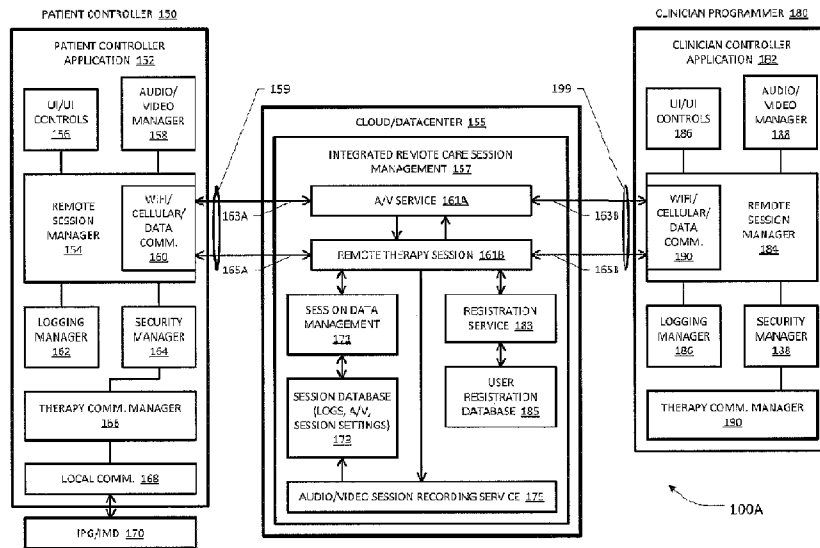 PATIENT CONTROLLER 150
PATIENT CONTROLLER
APPLICATION 152
UI/UI
CONTROLS
156
AUDIO/
VIDEO
MANAGER
158
REMOTE
SESSION
MANAGER
154
WIFI/
CELLULAR/
DATA
COMM.
160
LOGGING
MANAGER
162
SECURITY
MANAGER
164
THERAPY COMM. MANAGER
166
LOCAL COMM. 168
IPG/IMD 170
159
163A
165A
CLOUD/DATACENTER 155
INTEGRATED REMOTE CARE SESSION
MANAGEMENT 157
A/V SERVICE 161A
REMOTE THERAPY SESSION 161B
SESSION DATA
MANAGEMENT
REGISTRATION
SERVICE 183
SESSION DATABASE
(LOGS, A/V,
SESSION SETTINGS)
173
USER
REGISTRATION
DATABASE 185
AUDIO/VIDEO SESSION RECORDING SERVICE 175
199
163B
165B
CLINICIAN PROGRAMMER 180
CLINICIAN CONTROLLER
APPLICATION 182
UI/UI
CONTROLS
186
AUDIO/
VIDEO
MANAGER
188
WIFI/
CELLULAR/
DATA
COMM.
190
REMOTE
SESSION
MANAGER
184
LOGGING
MANAGER
186
SECURITY
MANAGER
138
THERAPY COMM. MANAGER
190
100A